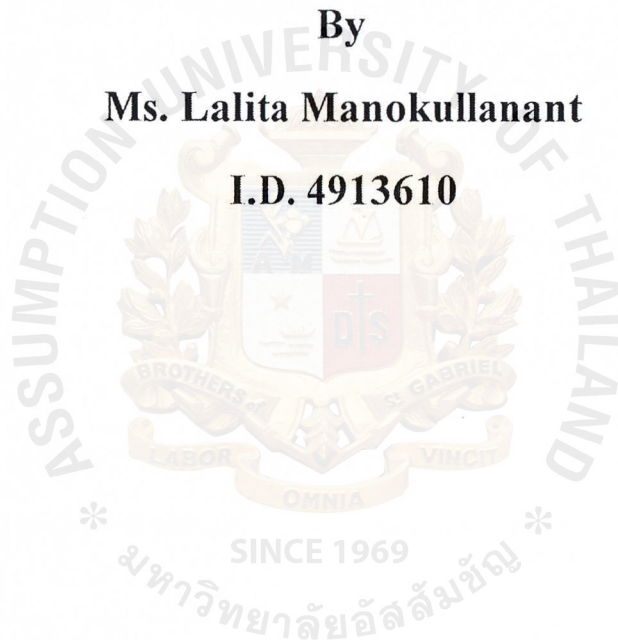 By
Ms. Lalita Manokullanant
I.D. 4913610
ASSUMPTION UNIVERSITY OF THAILAND
A M
D S
BROTHERS of St GABRIEL
LABOR OMNIA VINCIT
SINCE 1969
* มหาวิทยาลัยอัสสัมชัญ *